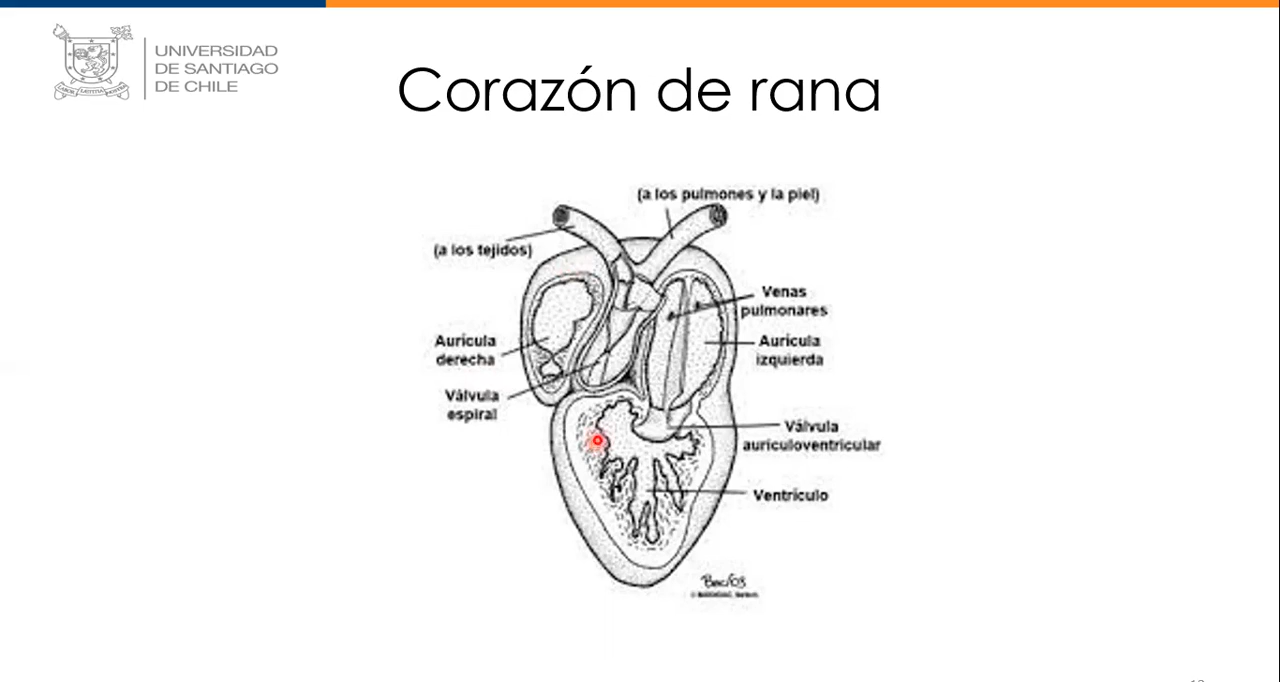 UNIVERSIDAD
DE SANTIAGO
DE CHILE
Corazón de rana
(a los pulmones y la piel)
(a los tejidos)
Venas
pulmonares
Aurícula
derecha
Aurícula
izquierda
Válvula
espiral
Válvula
auriculoventricular
Ventrículo